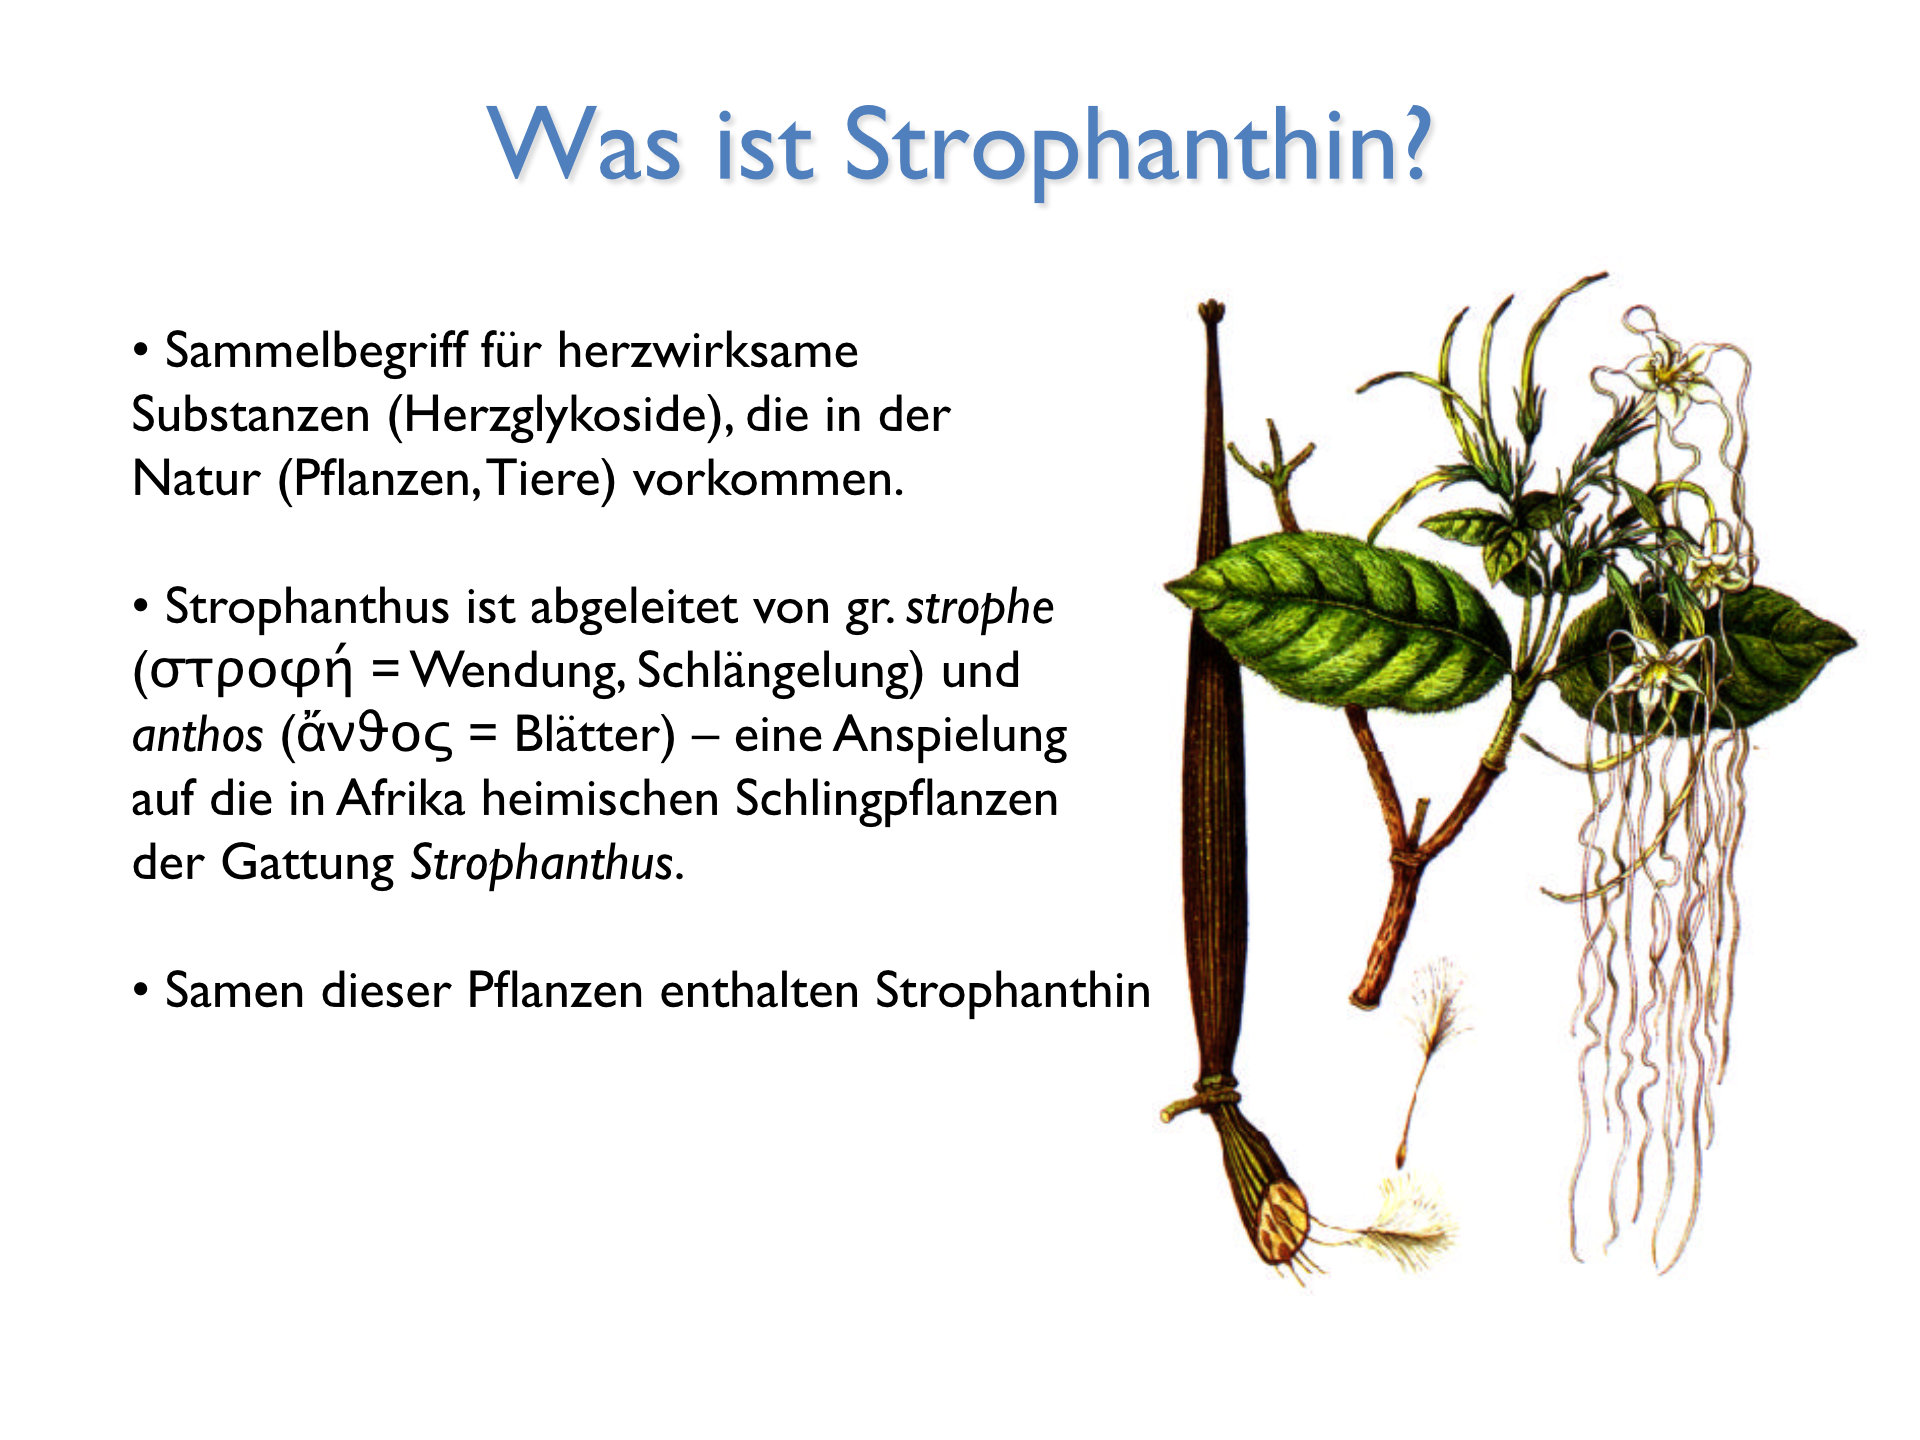 Was ist Strophanthin?
• Sammelbegriff für herzwirksame
Substanzen (Herzglykoside), die in der
Natur (Pflanzen, Tiere) vorkommen.
• Strophanthus ist abgeleitet von gr. strophe
(στροφή = Wendung, Schlängelung) und
anthos (ἄνϑος = Blätter) – eine Anspielung
auf die in Afrika heimischen Schlingpflanzen
der Gattung Strophanthus.
• Samen dieser Pflanzen enthalten Strophanthin